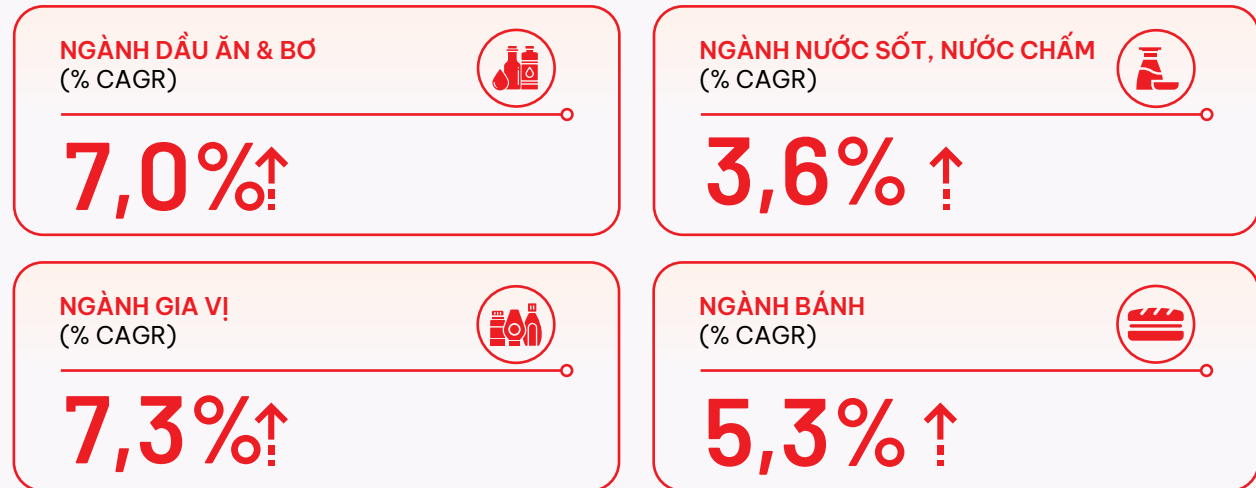 NGÀNH DẦU ĂN & BƠ
(% CAGR)
7,0%
NGÀNH NƯỚC SỐT, NƯỚC CHẤM
(% CAGR)
3,6%
NGÀNH GIA VỊ
(% CAGR)
7,3%
NGÀNH BÁNH
(% CAGR)
5,3%